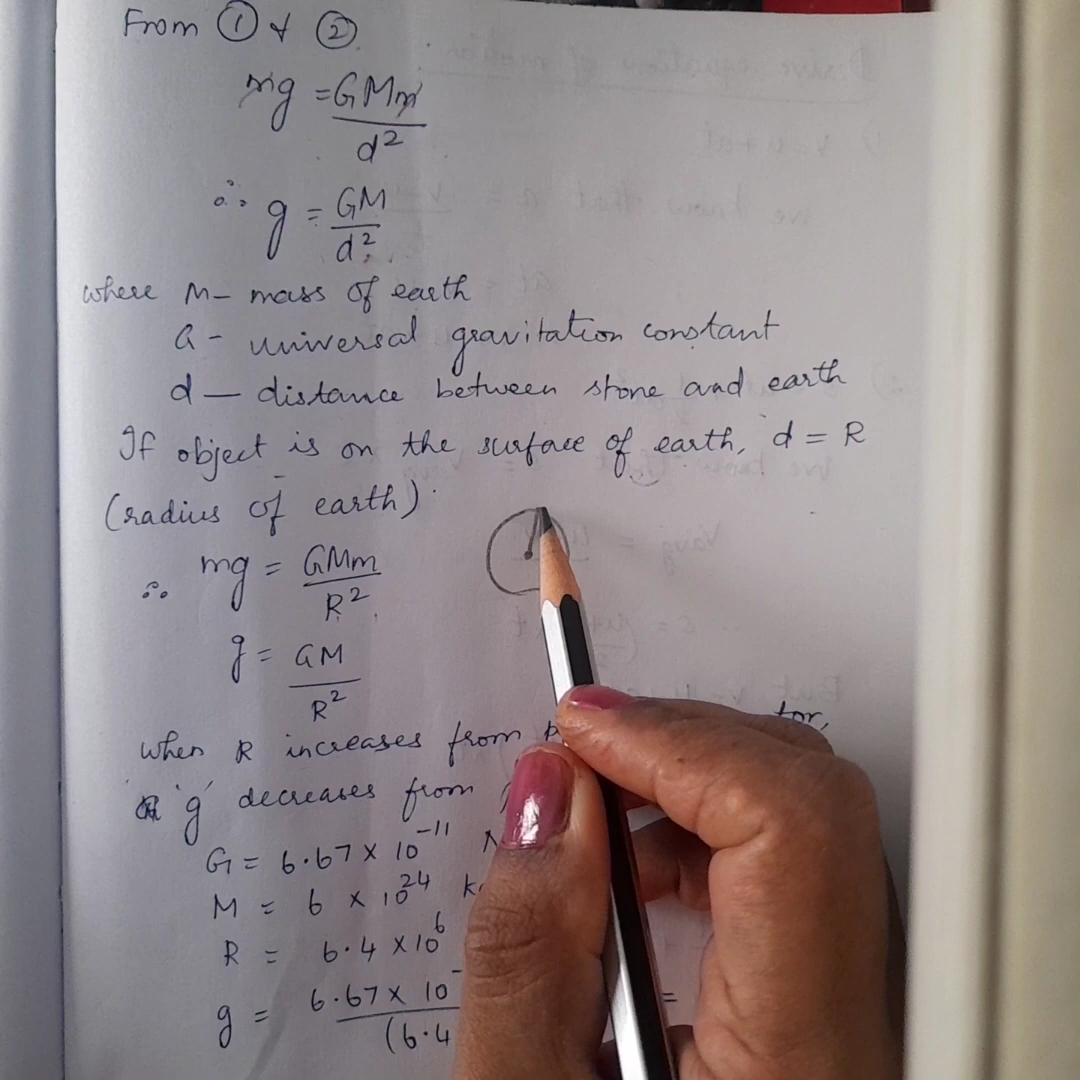 From ① & ②
mg = GMm
d²
∴ g = GM
d²
where M- mass of earth
G - universal gravitation constant
d — distance between stone and earth
If object is on the surface of earth, d = R
(radius of earth).
∴ mg = GMm
R²
g = GM
R²
when R increases from
'g' decreases from
G = 6.67 × 10⁻¹¹
M = 6 × 10²⁴
R = 6.4 × 10⁶
g = 6.67 × 10 =
(6.4